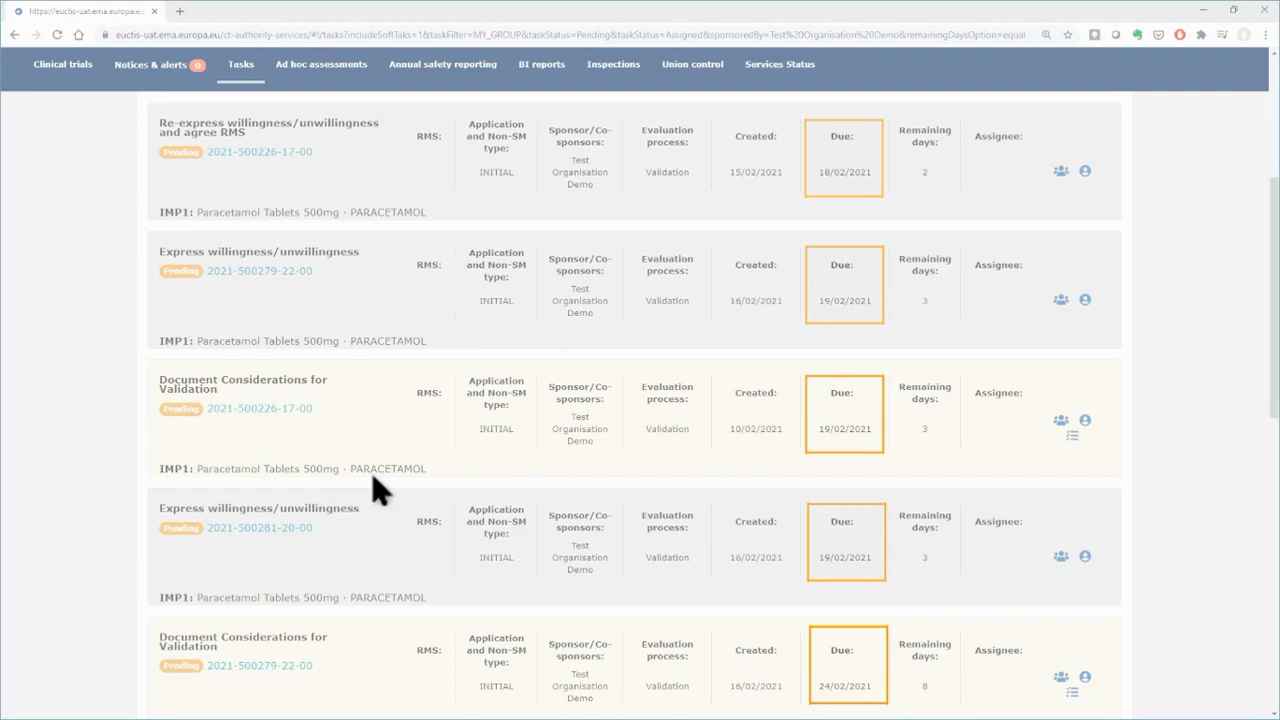 https://euctis-uat.ema.europa.eu
euctis-uat.ema.europa.eu/ct-authority-services/#!/tasks?includeSoftTaks=1&taskFilter=MY_GROUP&taskStatus=Pending&taskStatus=Assigned&sponsoredBy=Test%20Organisation%20Demo&remainingDaysOption=equal
Clinical trials Notices & alerts 0 Tasks Ad hoc assessments Annual safety reporting BI reports Inspections Union control Services Status
Re-express willingness/unwillingness
and agree RMS
Pending 2021-500226-17-00
RMS:
Application
and Non-SM
type:
INITIAL
Sponsor/Co-
sponsors:
Test
Organisation
Demo
Evaluation
process:
Validation
Created:
15/02/2021
Due:
18/02/2021
Remaining
days:
2
Assignee:
IMP1: Paracetamol Tablets 500mg · PARACETAMOL
Express willingness/unwillingness
Pending 2021-500279-22-00
RMS:
Application
and Non-SM
type:
INITIAL
Sponsor/Co-
sponsors:
Test
Organisation
Demo
Evaluation
process:
Validation
Created:
16/02/2021
Due:
19/02/2021
Remaining
days:
3
Assignee:
IMP1: Paracetamol Tablets 500mg · PARACETAMOL
Document Considerations for
Validation
Pending 2021-500226-17-00
RMS:
Application
and Non-SM
type:
INITIAL
Sponsor/Co-
sponsors:
Test
Organisation
Demo
Evaluation
process:
Validation
Created:
10/02/2021
Due:
19/02/2021
Remaining
days:
3
Assignee:
IMP1: Paracetamol Tablets 500mg · PARACETAMOL
Express willingness/unwillingness
Pending 2021-500281-20-00
RMS:
Application
and Non-SM
type:
INITIAL
Sponsor/Co-
sponsors:
Test
Organisation
Demo
Evaluation
process:
Validation
Created:
16/02/2021
Due:
19/02/2021
Remaining
days:
3
Assignee:
IMP1: Paracetamol Tablets 500mg · PARACETAMOL
Document Considerations for
Validation
Pending 2021-500279-22-00
RMS:
Application
and Non-SM
type:
INITIAL
Sponsor/Co-
sponsors:
Test
Organisation
Demo
Evaluation
process:
Validation
Created:
16/02/2021
Due:
24/02/2021
Remaining
days:
8
Assignee: